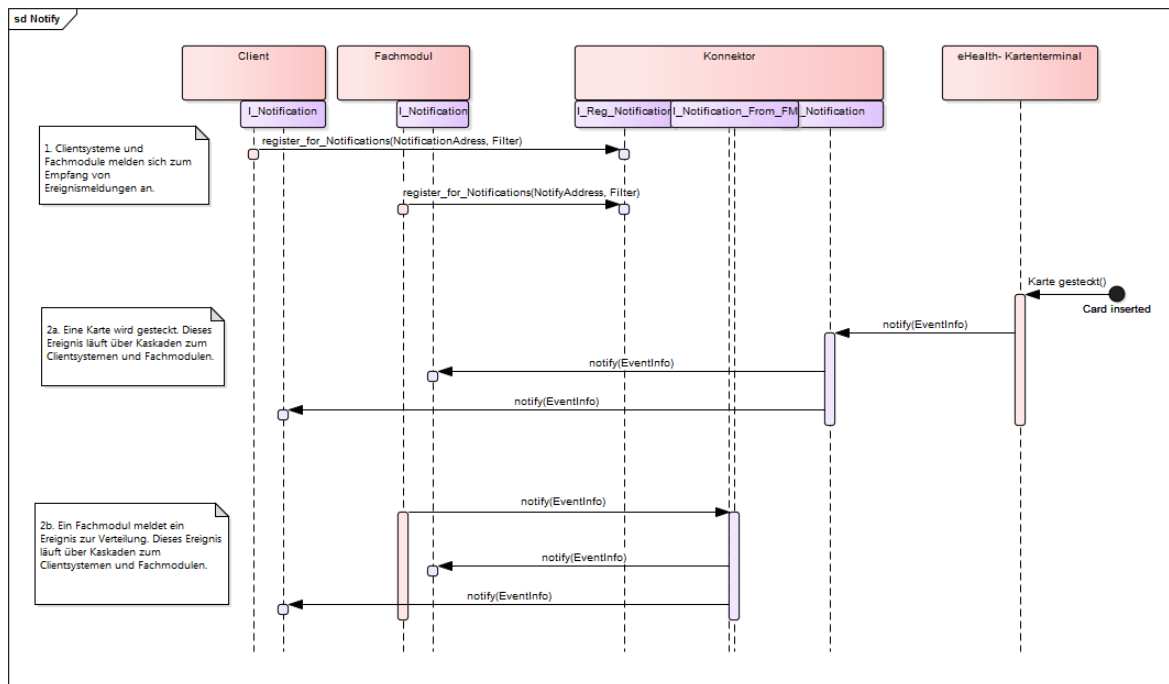 sd Notify
Client
Fachmodul
Konnektor
eHealth- Kartenterminal
I_Notification
I_Notification
I_Reg_Notification
I_Notification_From_FM
_Notification
1. Clientsysteme und
Fachmodule melden sich zum
Empfang von
Ereignismeldungen an.
register_for_Notifications(NotificationAdress, Filter)
register_for_Notifications(NotifyAddress, Filter)
Karte gesteckt()
Card inserted
2a. Eine Karte wird gesteckt. Dieses
Ereignis läuft über Kaskaden zum
Clientsystemen und Fachmodulen.
notify(EventInfo)
notify(EventInfo)
notify(EventInfo)
2b. Ein Fachmodul meldet ein
Ereignis zur Verteilung. Dieses Ereignis
läuft über Kaskaden zum
Clientsystemen und Fachmodulen.
notify(EventInfo)
notify(EventInfo)
notify(EventInfo)